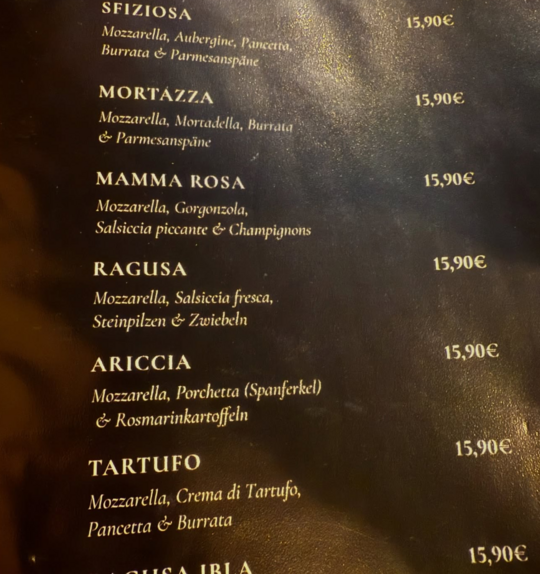 SFIZIOSA 15,90€
Mozzarella, Aubergine, Pancetta,
Burrata & Parmesanspäne
MORTAZZA 15,90€
Mozzarella, Mortadella, Burrata
& Parmesanspäne
MAMMA ROSA 15,90€
Mozzarella, Gorgonzola,
Salsiccia piccante & Champignons
RAGUSA 15,90€
Mozzarella, Salsiccia fresca,
Steinpilzen & Zwiebeln
ARICCIA 15,90€
Mozzarella, Porchetta (Spanferkel)
& Rosmarinkartoffeln
TARTUFO 15,90€
Mozzarella, Crema di Tartufo,
Pancetta & Burrata
IBLA 15,90€